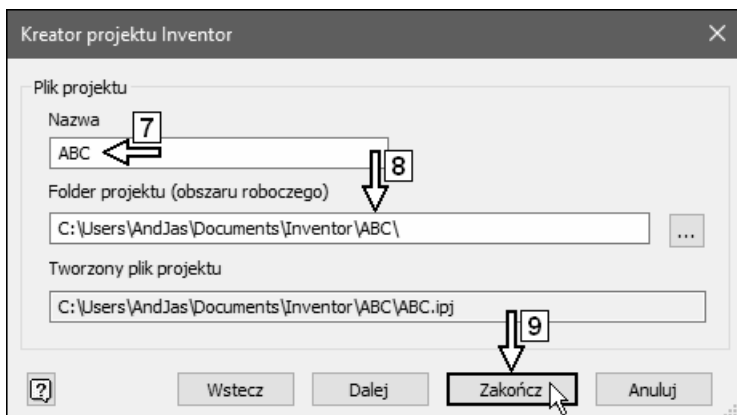 Kreator projektu Inventor
Plik projektu
Nazwa
7
ABC
8
Folder projektu (obszaru roboczego)
C:\Users\AndJas\Documents\Inventor\ABC\
...
Tworzony plik projektu
C:\Users\AndJas\Documents\Inventor\ABC\ABC.ipj
9
? Wstecz Dalej Zakończ Anuluj